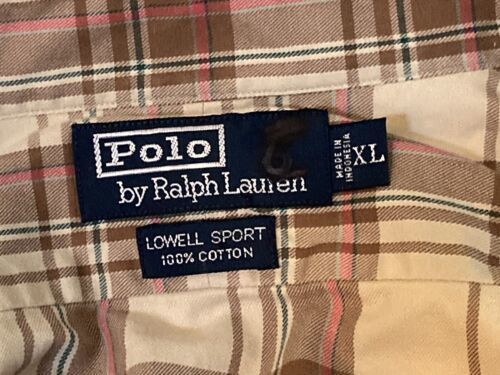 Polo
by Ralph Lauren
MADE IN
INDONESIA
XL
LOWELL SPORT
100% COTTON